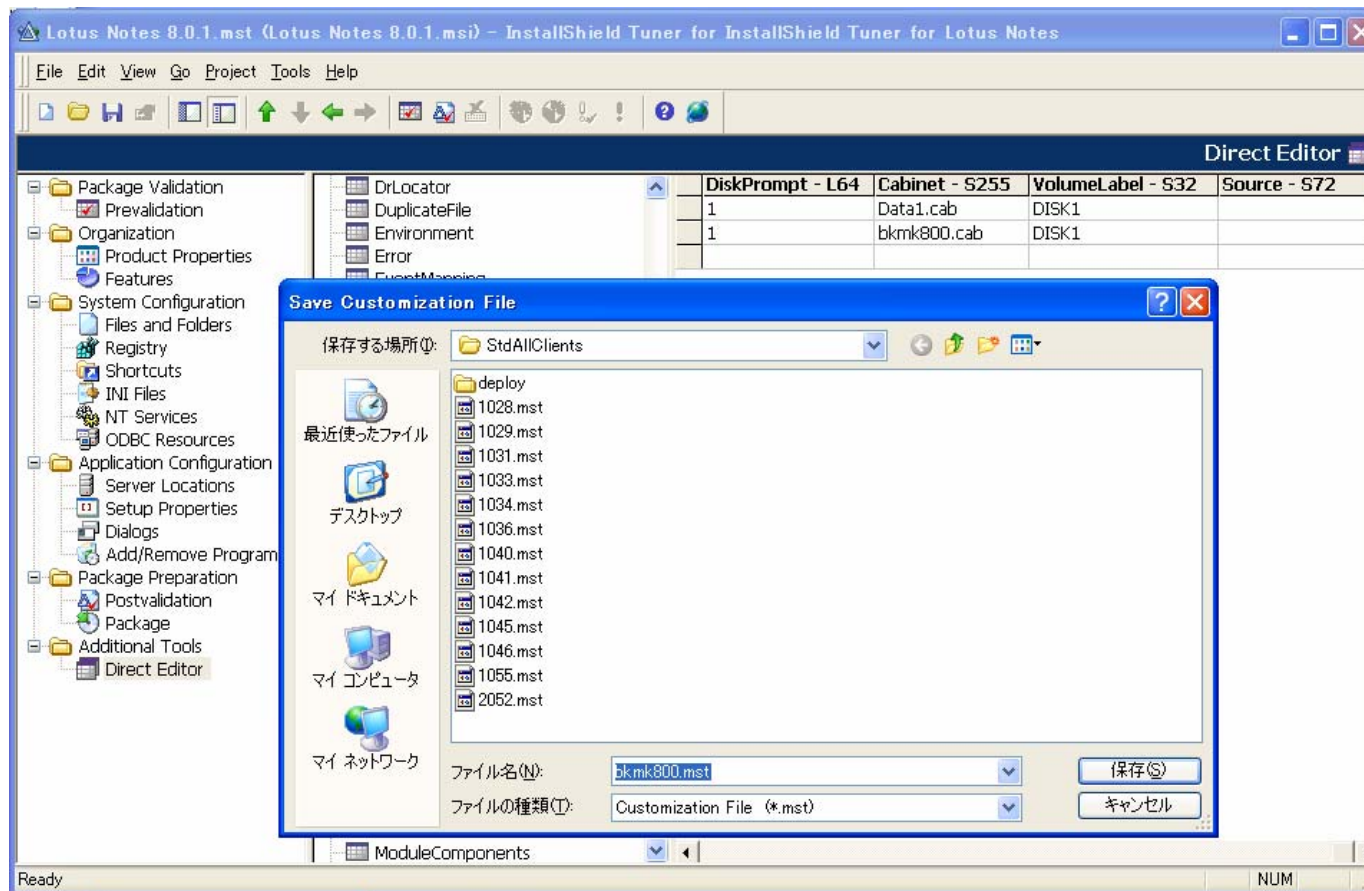 Lotus Notes 8.0.1.mst (Lotus Notes 8.0.1.msi) - InstallShield Tuner for InstallShield Tuner for Lotus Notes
File Edit View Go Project Tools Help
Direct Editor
Package Validation
Prevalidation
Organization
Product Properties
Features
System Configuration
Files and Folders
Registry
Shortcuts
INI Files
NT Services
ODBC Resources
Application Configuration
Server Locations
Setup Properties
Dialogs
Add/Remove Program
Package Preparation
Postvalidation
Package
Additional Tools
Direct Editor
DrLocator
DuplicateFile
Environment
Error
EventMapping
DiskPrompt - L64 Cabinet - S255 VolumeLabel - S32 Source - S72
1 Data1.cab DISK1
1 bkmk800.cab DISK1
Save Customization File
保存する場所(I): StdAllClients
最近使ったファイル
デスクトップ
マイ ドキュメント
マイ コンピュータ
マイ ネットワーク
deploy
1028.mst
1029.mst
1031.mst
1033.mst
1034.mst
1036.mst
1040.mst
1041.mst
1042.mst
1045.mst
1046.mst
1055.mst
2052.mst
ファイル名(N): bkmk800.mst 保存(S)
ファイルの種類(T): Customization File (*.mst) キャンセル
ModuleComponents
Ready NUM